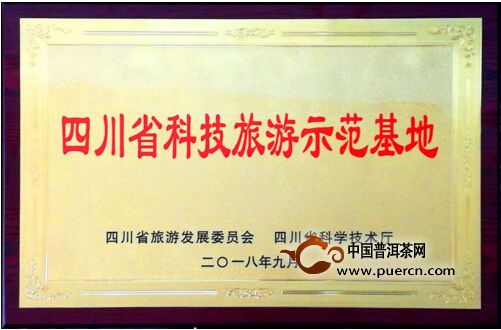 四川省科技旅游示范基地
四川省旅游发展委员会 四川省科学技术厅
二〇一八年九月
中国普洱茶网
www.puercn.com